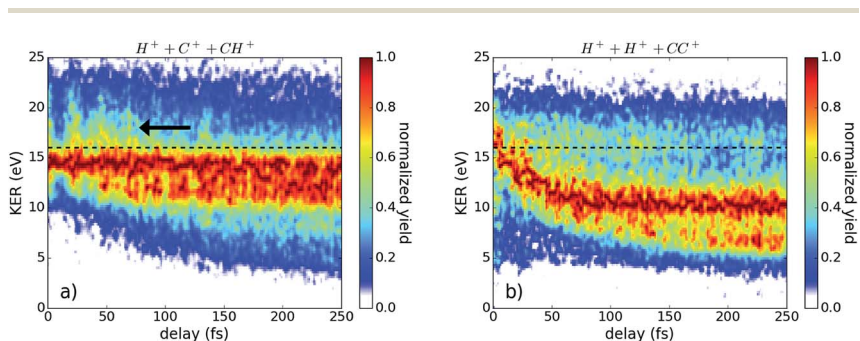 H⁺ + C⁺ + CH⁺
25
20
15
10
5
0
KER (eV)
a)
0 50 100 150 200 250
delay (fs)
1.0
0.8
0.6
0.4
0.2
0.0
normalized yield
H⁺ + H⁺ + CC⁺
25
20
15
10
5
0
KER (eV)
b)
0 50 100 150 200 250
delay (fs)
1.0
0.8
0.6
0.4
0.2
0.0
normalized yield